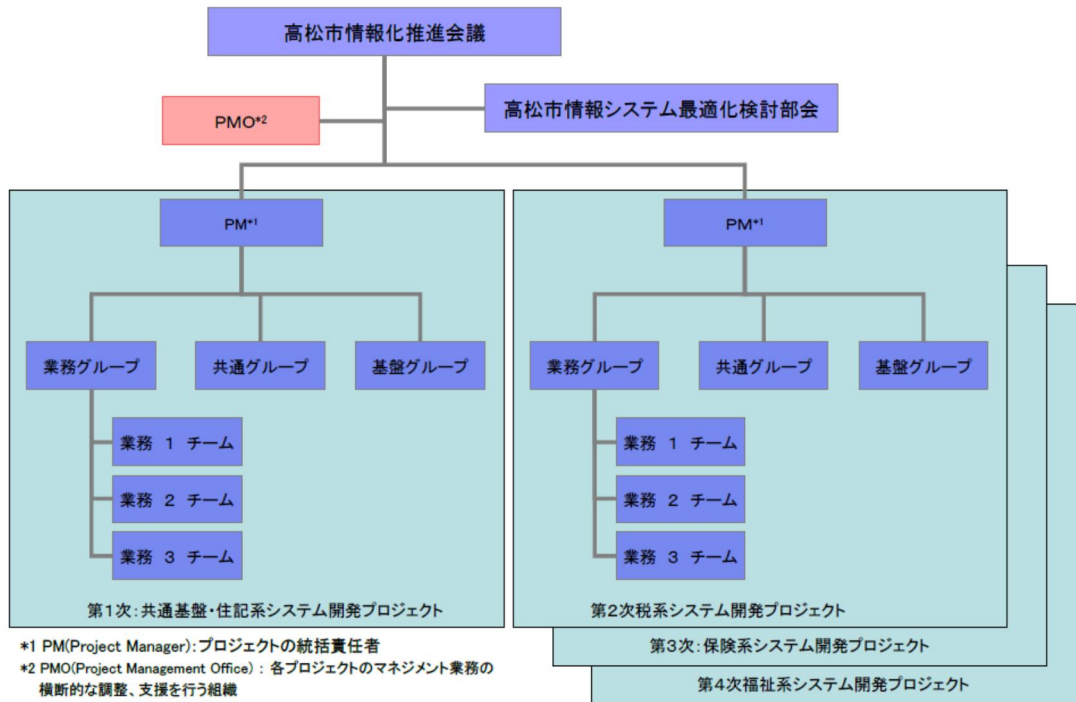 高松市情報化推進会議
PMO*2
高松市情報システム最適化検討部会
PM*1
業務グループ
共通グループ
基盤グループ
業務 1 チーム
業務 2 チーム
業務 3 チーム
第1次:共通基盤・住記系システム開発プロジェクト
PM*1
業務グループ
共通グループ
基盤グループ
業務 1 チーム
業務 2 チーム
業務 3 チーム
第2次税系システム開発プロジェクト
第3次:保険系システム開発プロジェクト
第4次福祉系システム開発プロジェクト
*1 PM(Project Manager):プロジェクトの統括責任者
*2 PMO(Project Management Office) : 各プロジェクトのマネジメント業務の
横断的な調整、支援を行う組織